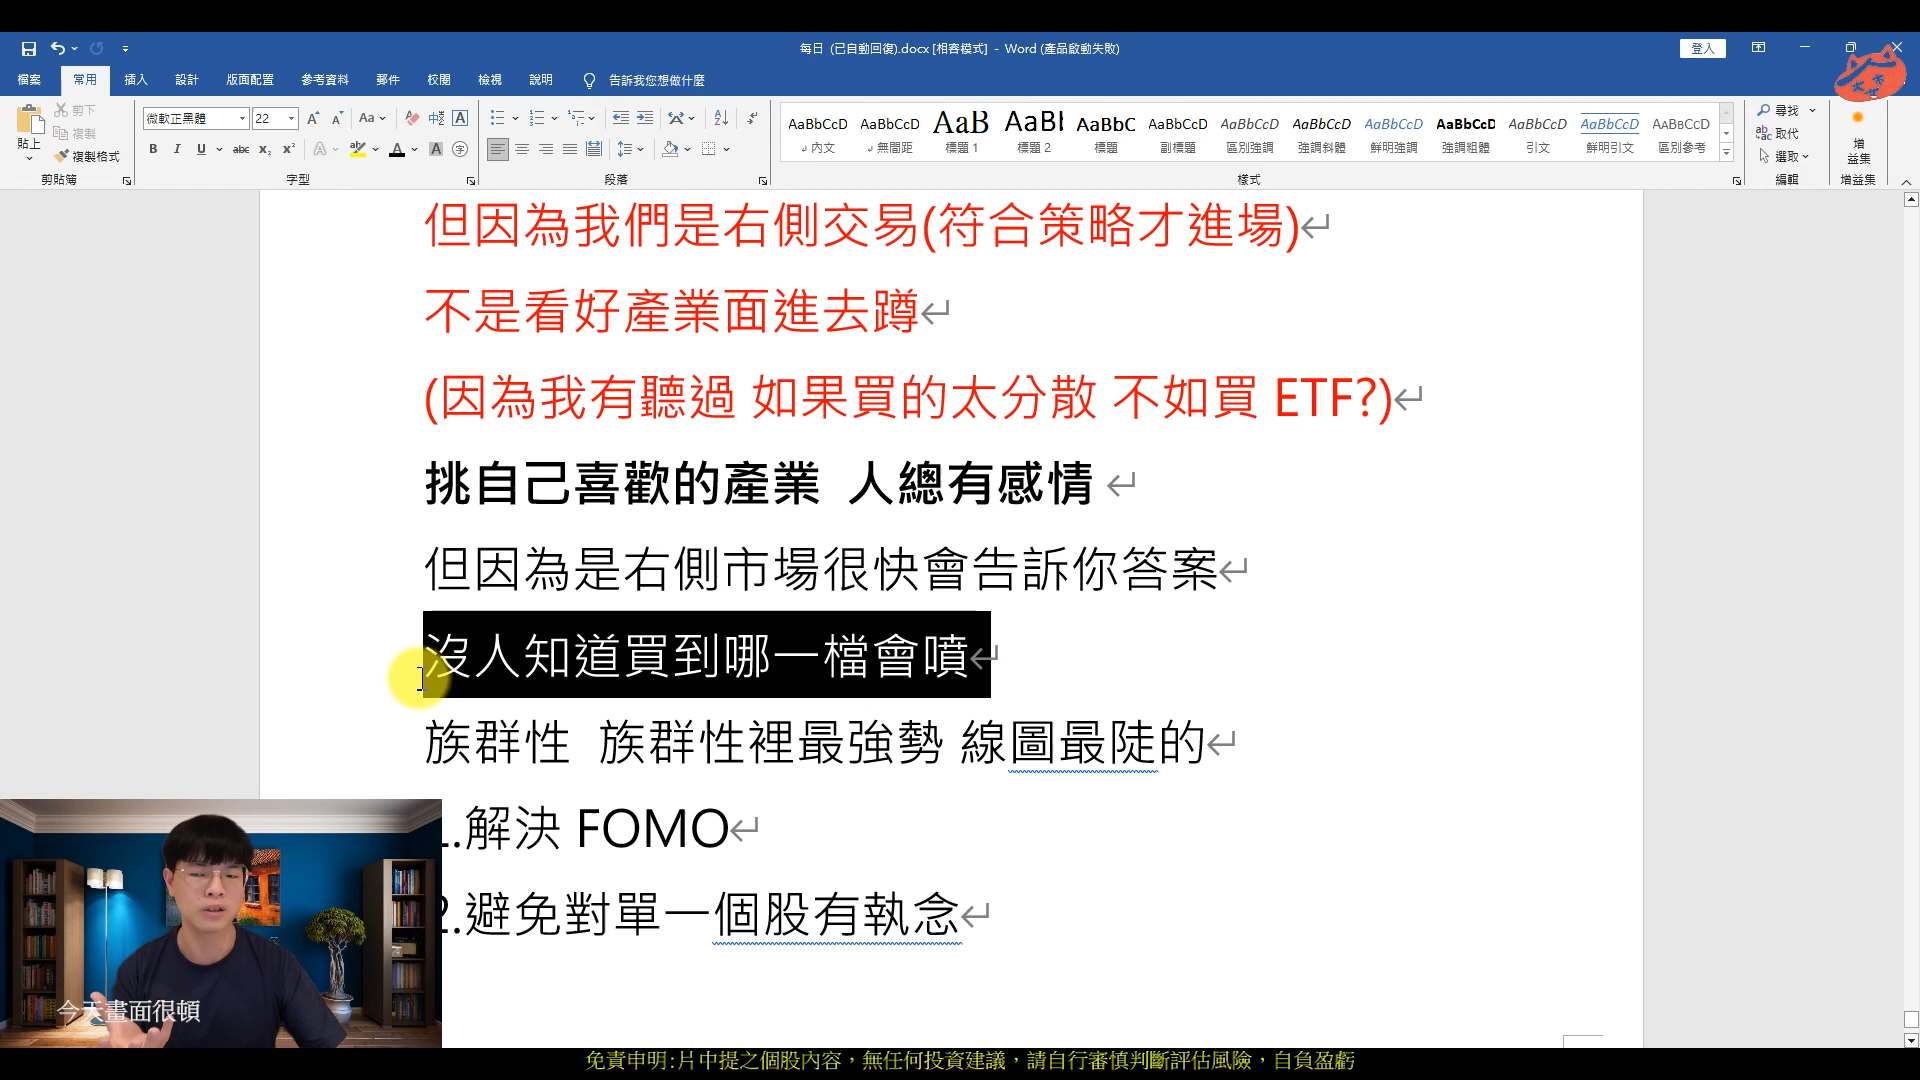 每日 (已自動回復).docx [相容模式] - Word (產品啟動失敗)
登入
檔案 常用 插入 設計 版面配置 參考資料 郵件 校閱 檢視 說明 告訴我您想做什麼
貼上
剪下
複製
複製格式
剪貼簿
微軟正黑體 22
字型
段落
AaBbCcD 內文
AaBbCcD 無間距
AaB 標題 1
AaBl 標題 2
AaBbC 標題
AaBbCcD 副標題
AaBbCcD 區別強調
AaBbCcD 強調斜體
AaBbCcD 鮮明強調
AaBbCcD 強調粗體
AaBbCcD 引文
AaBbCcD 鮮明引文
AaBbCcD 區別參考
樣式
尋找
取代
選取
編輯
增益集
增益集
但因為我們是右側交易(符合策略才進場)
不是看好產業面進去蹲
(因為我有聽過 如果買的太分散 不如買 ETF?)
挑自己喜歡的產業 人總有感情
但因為是右側市場很快會告訴你答案
沒人知道買到哪一檔會噴
族群性 族群性裡最強勢 線圖最陡的
1.解決 FOMO
2.避免對單一個股有執念
今天畫面很頓
免責申明:片中提之個股內容，無任何投資建議，請自行審慎判斷評估風險，自負盈虧